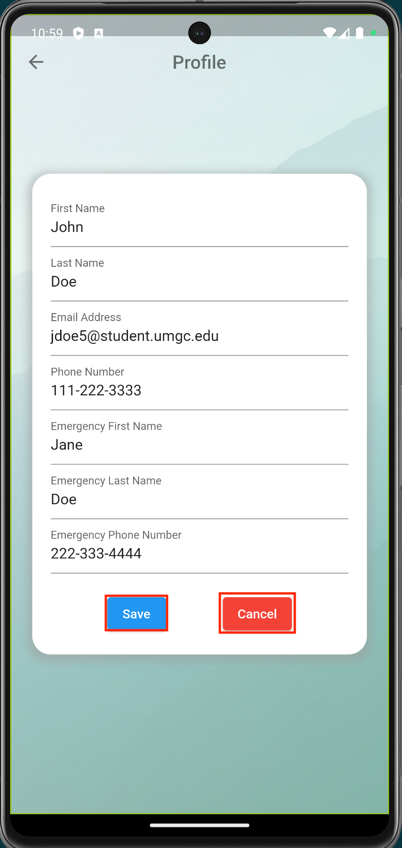 10:59
Profile
First Name
John
Last Name
Doe
Email Address
jdoe5@student.umgc.edu
Phone Number
111-222-3333
Emergency First Name
Jane
Emergency Last Name
Doe
Emergency Phone Number
222-333-4444
Save Cancel